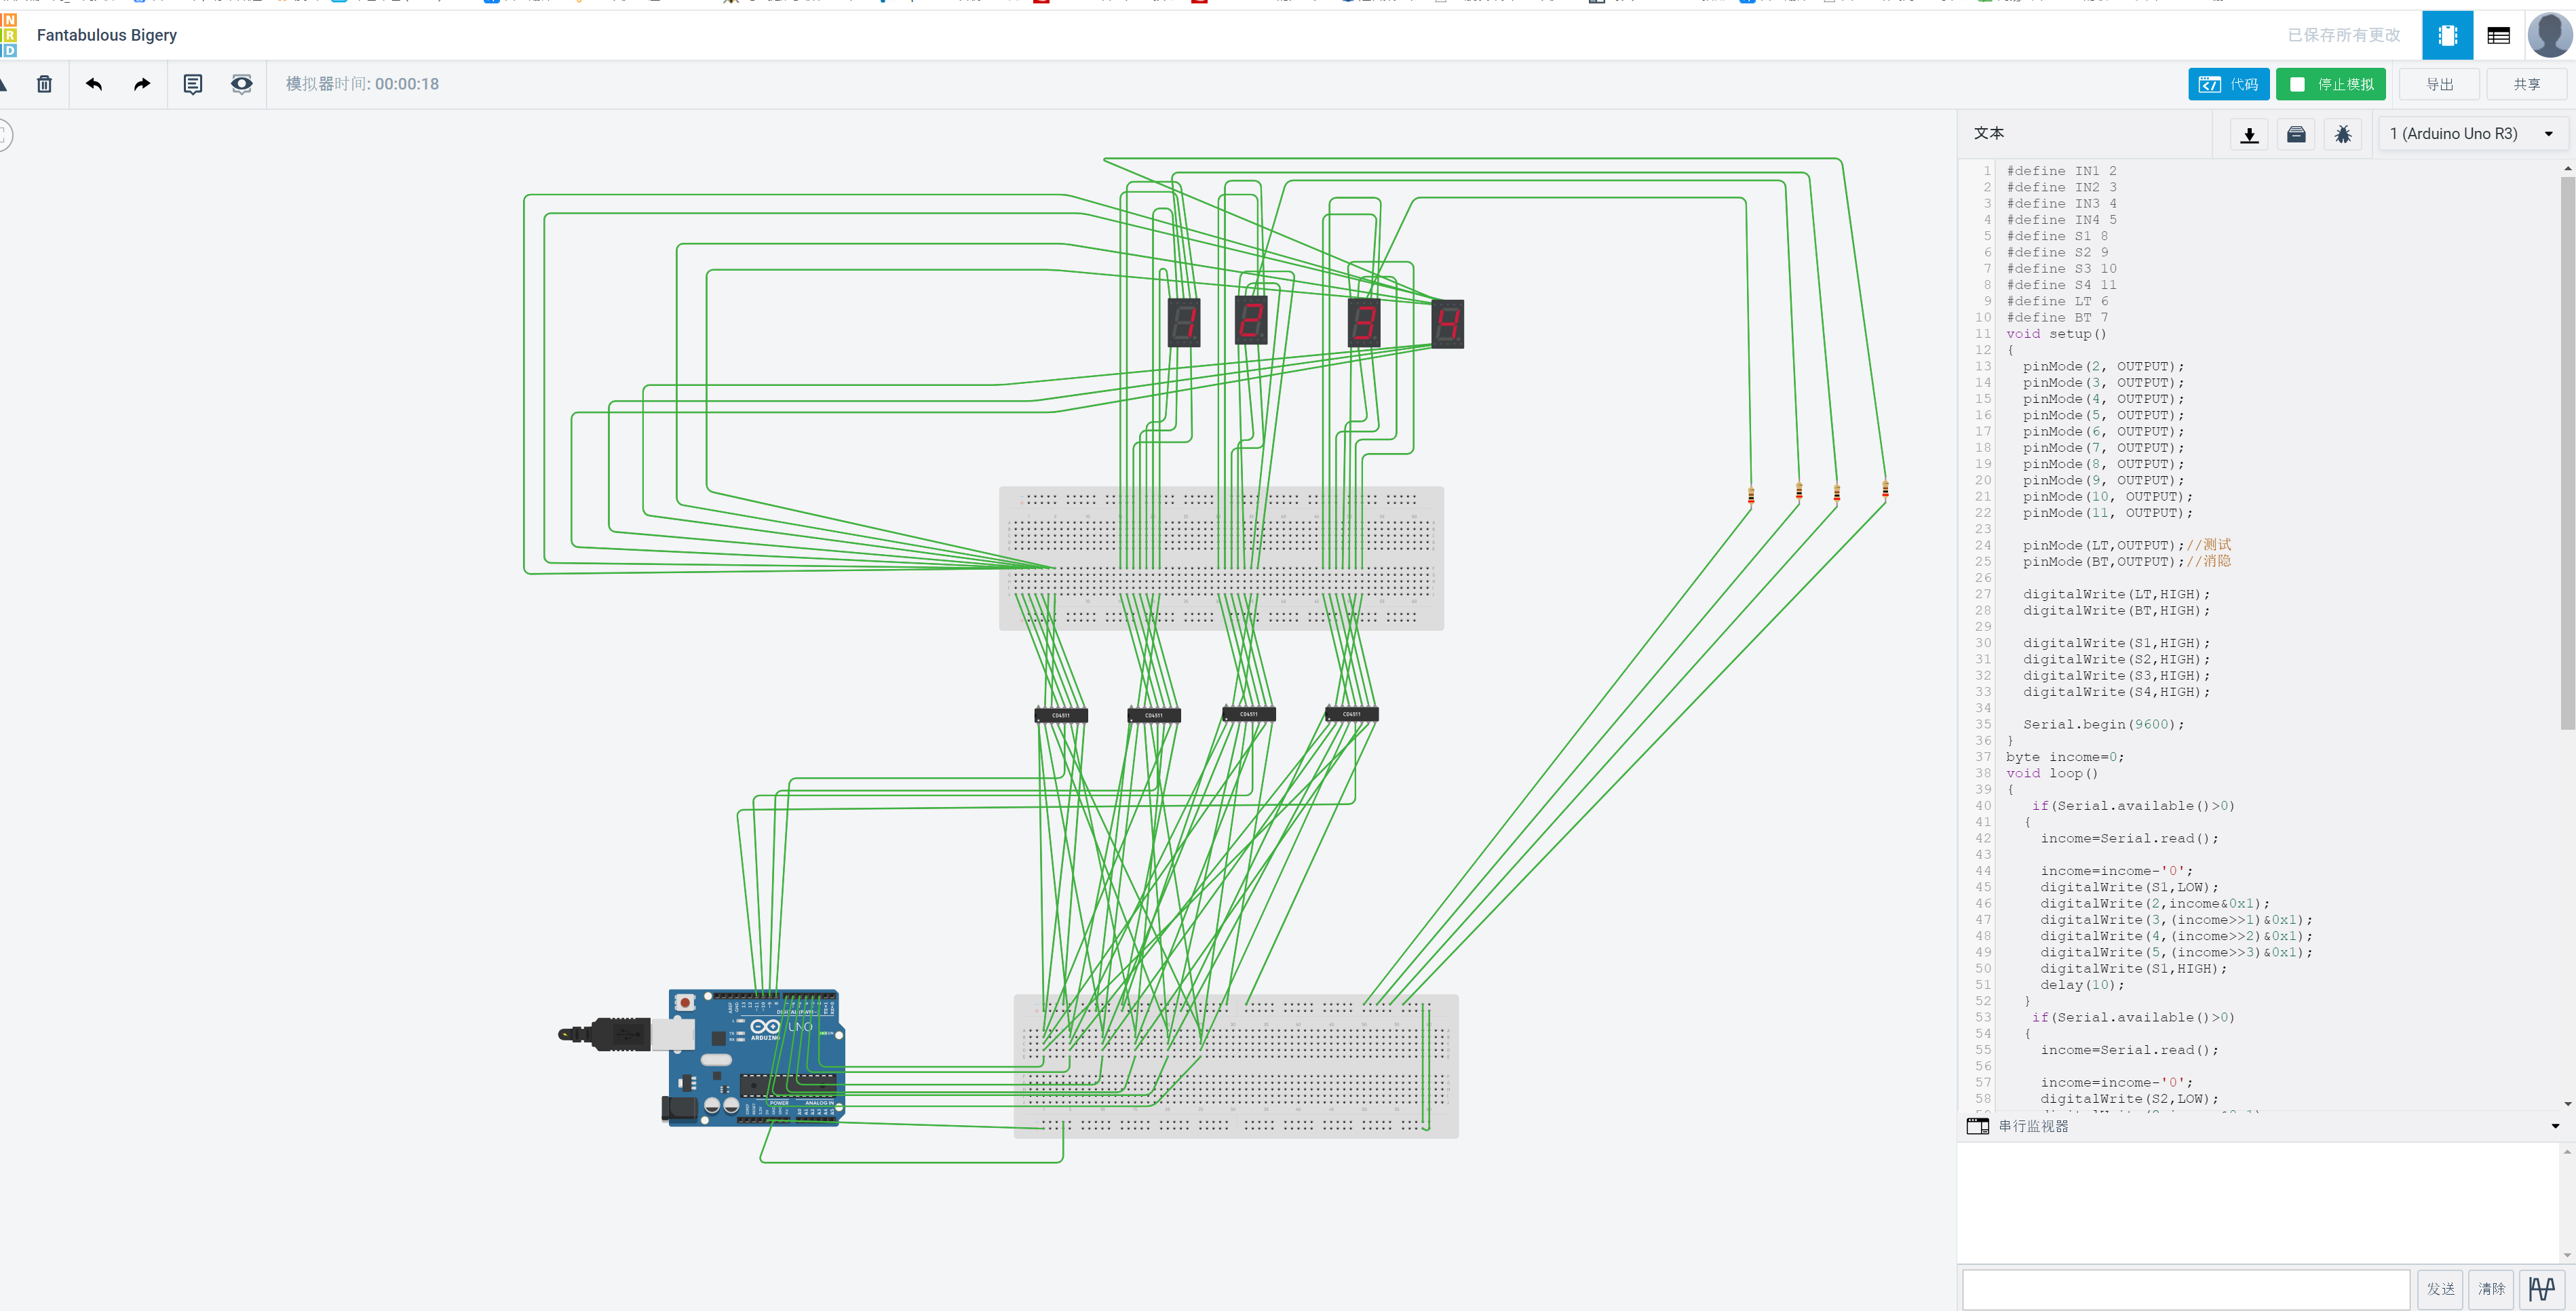 Fantabulous Bigery
已保存所有更改
模拟器时间: 00:00:18
代码
停止模拟
导出
共享
文本
1 (Arduino Uno R3)
1 #define IN1 2
2 #define IN2 3
3 #define IN3 4
4 #define IN4 5
5 #define S1 8
6 #define S2 9
7 #define S3 10
8 #define S4 11
9 #define LT 6
10 #define BT 7
11 void setup()
12 {
13 pinMode(2, OUTPUT);
14 pinMode(3, OUTPUT);
15 pinMode(4, OUTPUT);
16 pinMode(5, OUTPUT);
17 pinMode(6, OUTPUT);
18 pinMode(7, OUTPUT);
19 pinMode(8, OUTPUT);
20 pinMode(9, OUTPUT);
21 pinMode(10, OUTPUT);
22 pinMode(11, OUTPUT);
23
24 pinMode(LT,OUTPUT);//测试
25 pinMode(BT,OUTPUT);//消隐
26
27 digitalWrite(LT,HIGH);
28 digitalWrite(BT,HIGH);
29
30 digitalWrite(S1,HIGH);
31 digitalWrite(S2,HIGH);
32 digitalWrite(S3,HIGH);
33 digitalWrite(S4,HIGH);
34
35 Serial.begin(9600);
36 }
37 byte income=0;
38 void loop()
39 {
40 if(Serial.available()>0)
41 {
42 income=Serial.read();
43
44 income=income-'0';
45 digitalWrite(S1,LOW);
46 digitalWrite(2,income&0x1);
47 digitalWrite(3,(income>>1)&0x1);
48 digitalWrite(4,(income>>2)&0x1);
49 digitalWrite(5,(income>>3)&0x1);
50 digitalWrite(S1,HIGH);
51 delay(10);
52 }
53 if(Serial.available()>0)
54 {
55 income=Serial.read();
56
57 income=income-'0';
58 digitalWrite(S2,LOW);
串行监视器
发送
清除
1 2 3 4
CD4511 CD4511 CD4511 CD4511
UNO
ARDUINO
POWER ANALOG IN